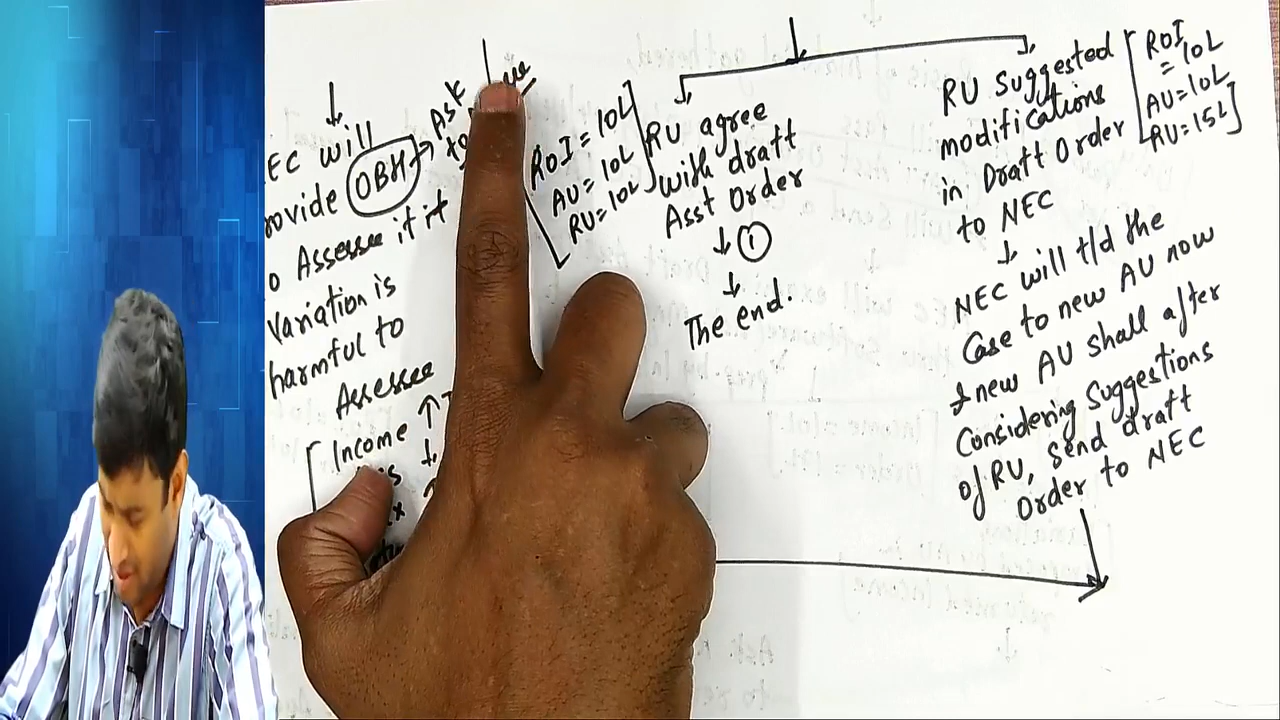 EC will
rovide OBH → Ask
to
o Assessee if it
variation is
harmful to
Assessee
Income ↑
↓
ROI = 10L
AU = 10L
RU = 10L
RU agree
with draft
Asst Order
↓ ①
↓
The end.
RU Suggested
modifications
in Draft Order
to NEC
↓
NEC will t/d the
Case to new AU now
& new AU shall after
Considering Suggestions
of RU, Send draft
Order to NEC
ROI
= 10L
AU = 10L
RU = 15L